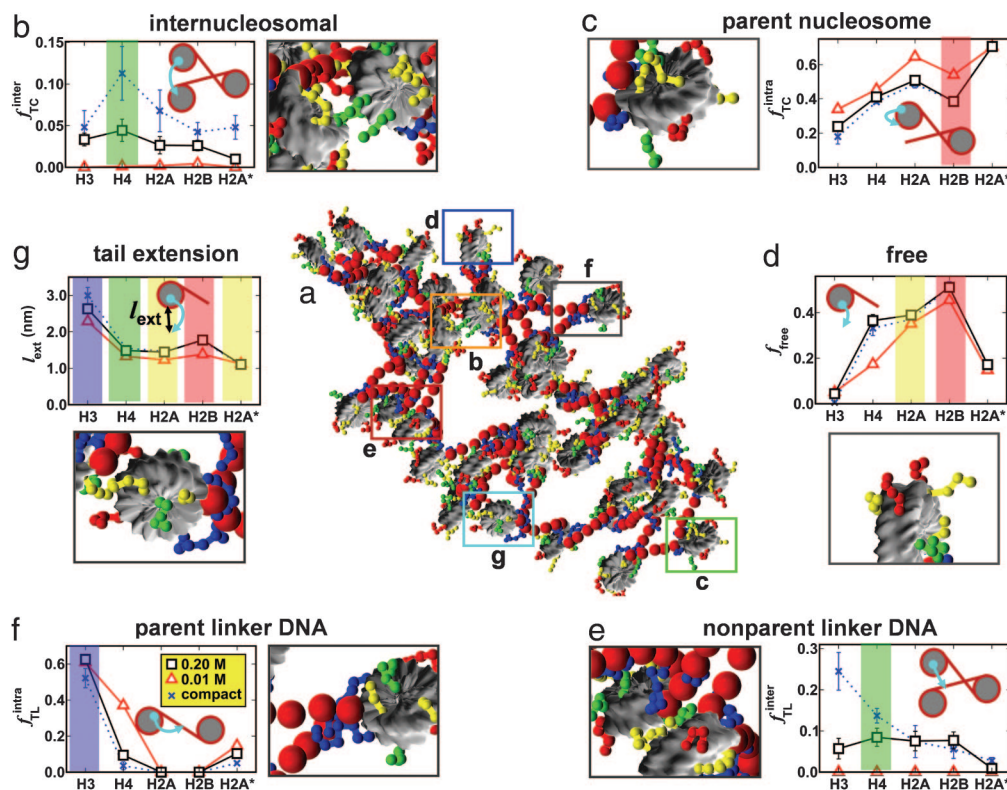 b internucleosomal
f_TC^inter
0.15
0.10
0.05
0.00
H3 H4 H2A H2B H2A*
c parent nucleosome
f_TC^intra
0.6
0.4
0.2
0.0
H3 H4 H2A H2B H2A*
g tail extension
l_ext (nm)
3.0
2.0
1.0
0.0
l_ext
H3 H4 H2A H2B H2A*
a
d
f
b
e
g
c
d free
f_free
0.4
0.2
0.0
H3 H4 H2A H2B H2A*
f parent linker DNA
f_TL^intra
0.6
0.4
0.2
0.0
0.20 M
0.01 M
compact
H3 H4 H2A H2B H2A*
e nonparent linker DNA
f_TL^inter
0.3
0.2
0.1
0.0
H3 H4 H2A H2B H2A*